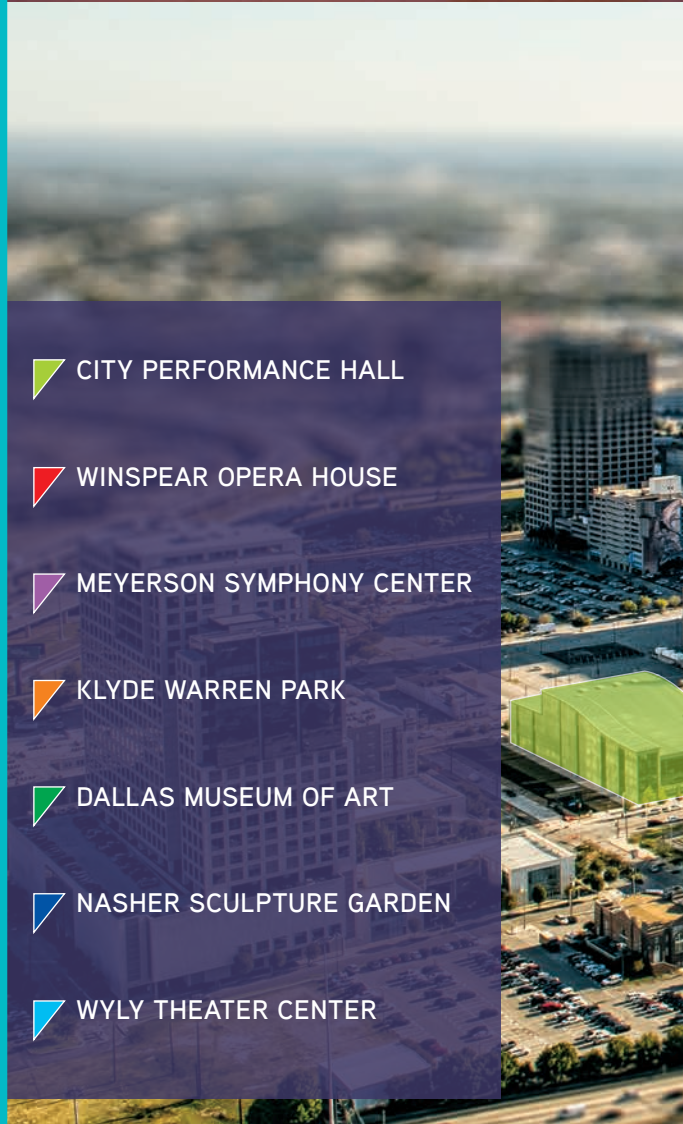 CITY PERFORMANCE HALL
WINSPEAR OPERA HOUSE
MEYERSON SYMPHONY CENTER
KLYDE WARREN PARK
DALLAS MUSEUM OF ART
NASHER SCULPTURE GARDEN
WYLY THEATER CENTER